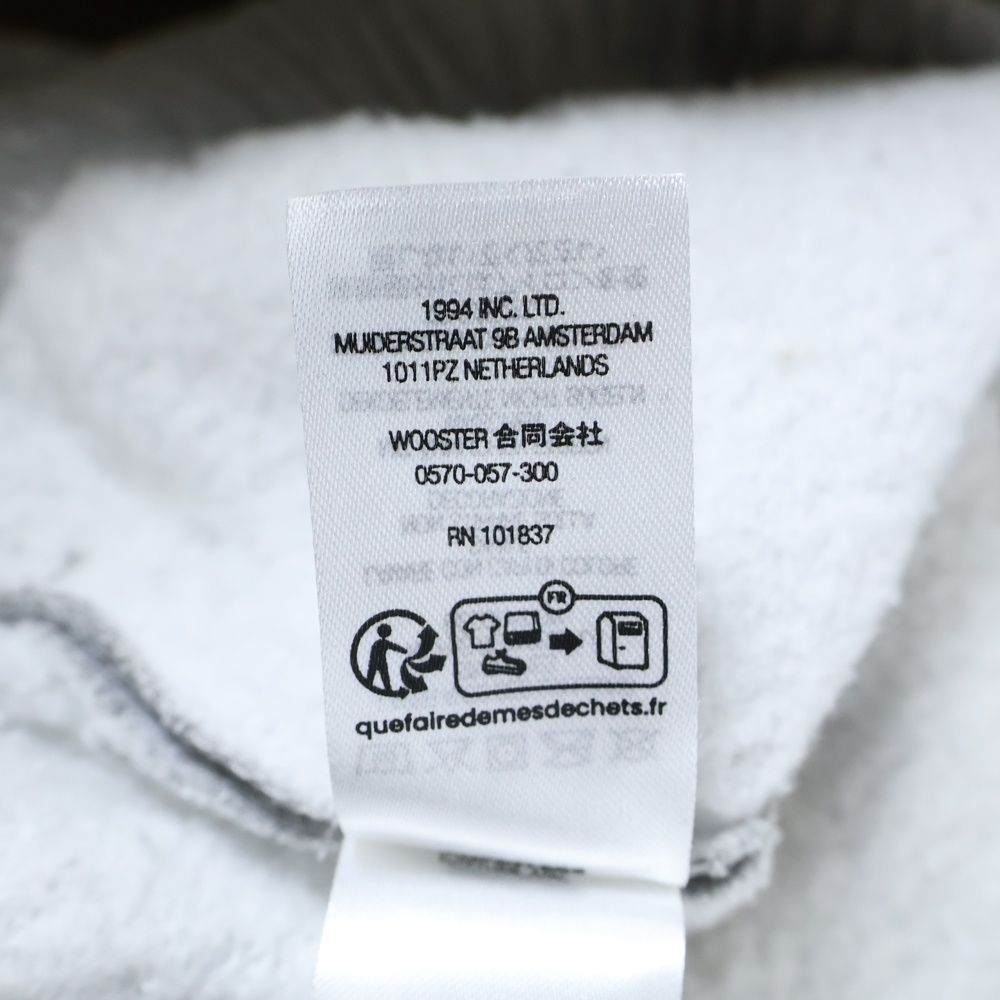 1994 INC. LTD.
MUIDERSTRAAT 9B AMSTERDAM
1011PZ NETHERLANDS
WOOSTER 合同会社
0570-057-300
RN 101837
FR
quefairedemesdechets.fr